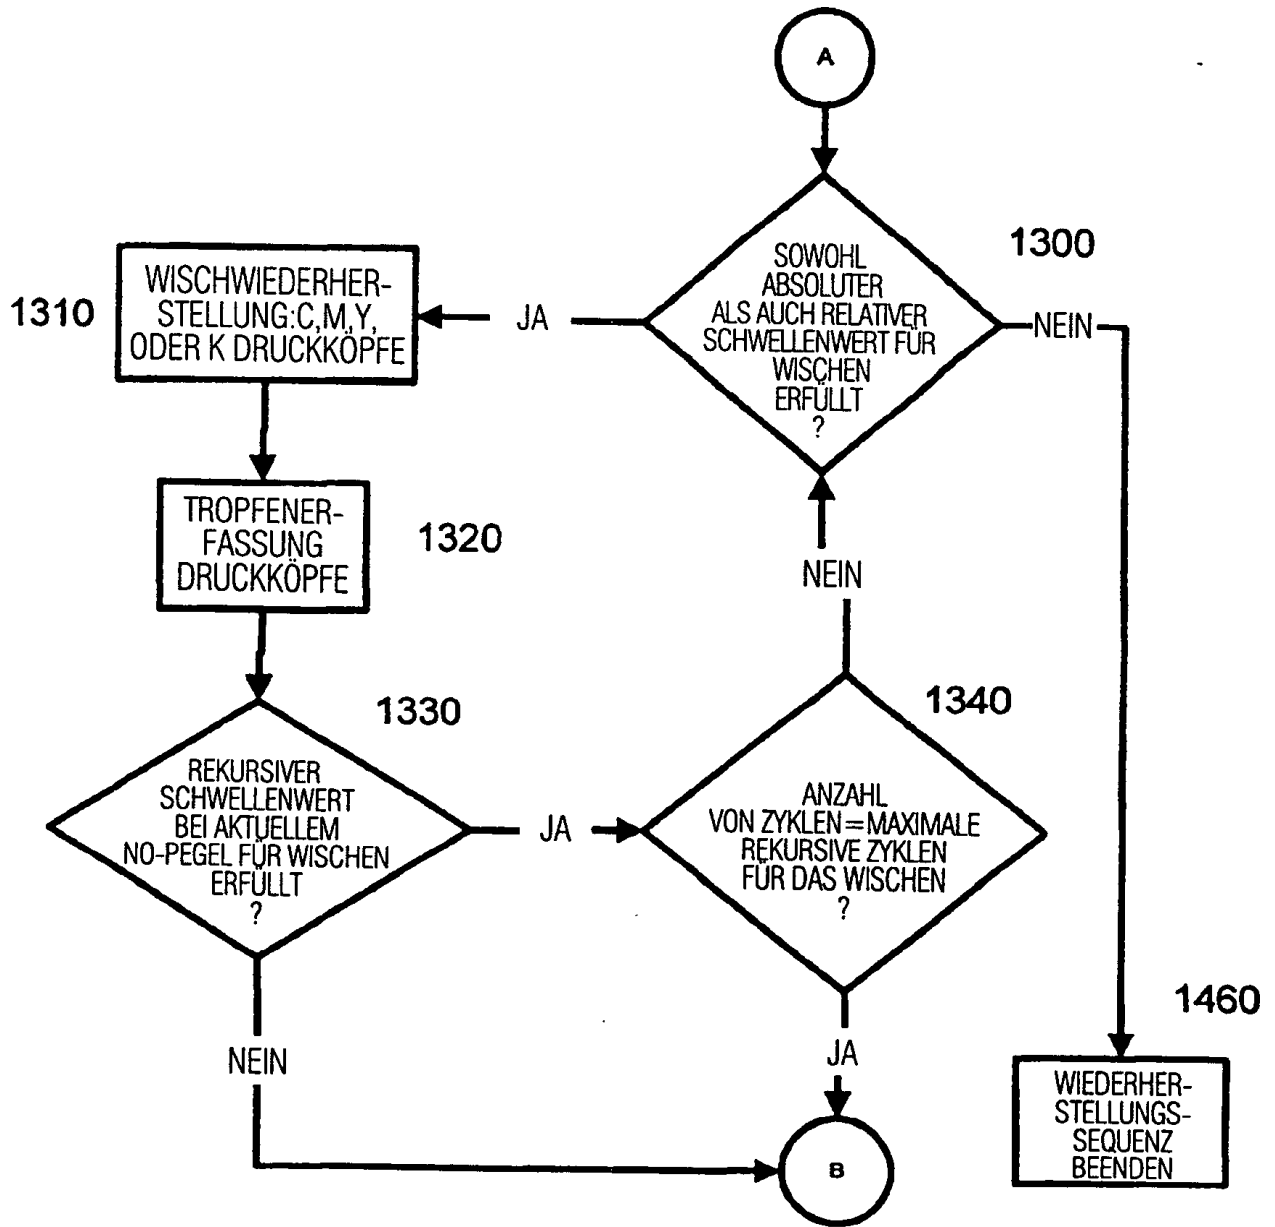 A
1300
SOWOHL
ABSOLUTER
ALS AUCH RELATIVER
SCHWELLENWERT FÜR
WISCHEN
ERFÜLLT
?
JA
NEIN
1310
WISCHWIEDERHER-
STELLUNG:C,M,Y,
ODER K DRUCKKÖPFE
TROPFENER-
FASSUNG
DRUCKKÖPFE
1320
NEIN
1330
REKURSIVER
SCHWELLENWERT
BEI AKTUELLEM
NO-PEGEL FÜR WISCHEN
ERFÜLLT
?
JA
NEIN
1340
ANZAHL
VON ZYKLEN=MAXIMALE
REKURSIVE ZYKLEN
FÜR DAS WISCHEN
?
JA
B
1460
WIEDERHER-
STELLUNGS-
SEQUENZ
BEENDEN